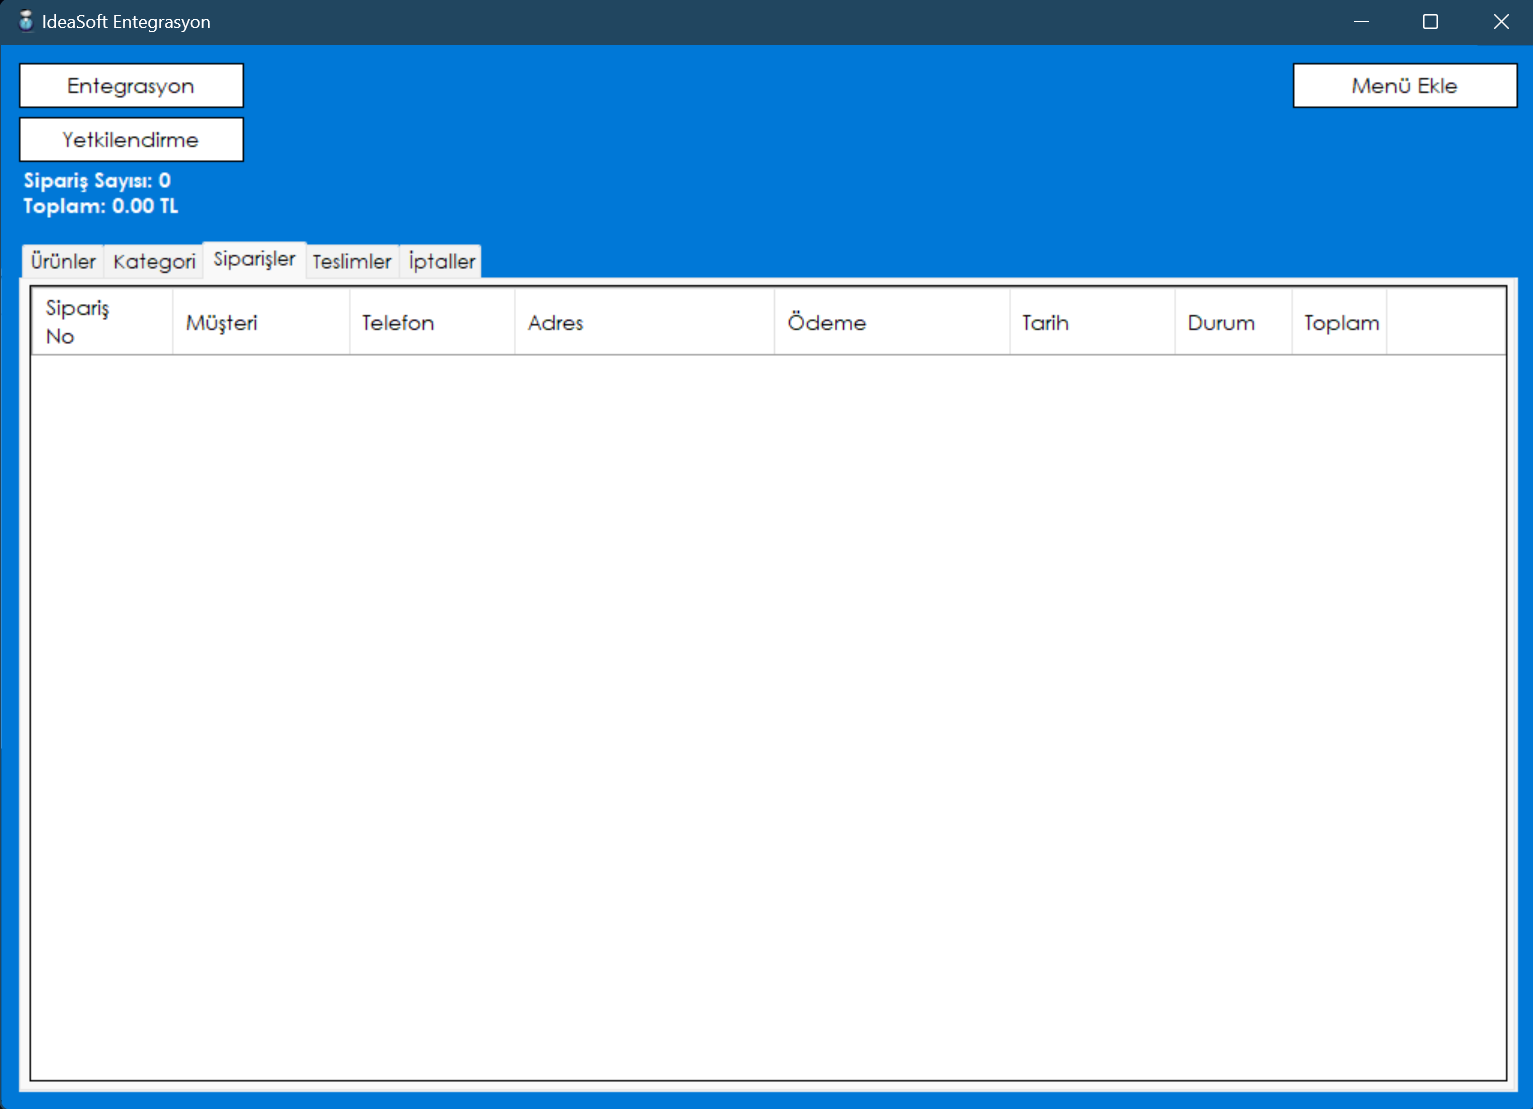 IdeaSoft Entegrasyon
Entegrasyon
Menü Ekle
Yetkilendirme
Sipariş Sayısı: 0
Toplam: 0.00 TL
Ürünler
Kategori
Siparişler
Teslimler
İptaller
Sipariş
No
Müşteri
Telefon
Adres
Ödeme
Tarih
Durum
Toplam